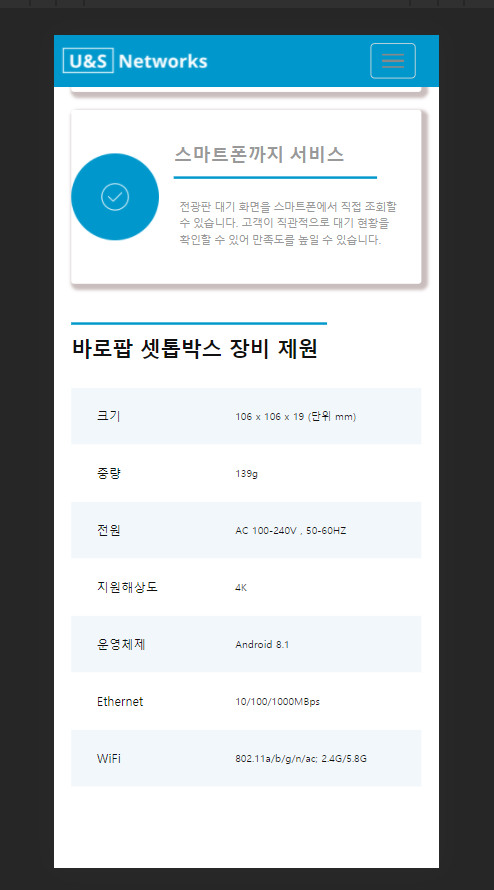 U&S Networks
스마트폰까지 서비스
전광판 대기 화면을 스마트폰에서 직접 조회할
수 있습니다. 고객이 직관적으로 대기 현황을
확인할 수 있어 만족도를 높일 수 있습니다.
바로팝 셋톱박스 장비 제원
크기 106 x 106 x 19 (단위 mm)
중량 139g
전원 AC 100-240V , 50-60HZ
지원해상도 4K
운영체제 Android 8.1
Ethernet 10/100/1000MBps
WiFi 802.11a/b/g/n/ac; 2.4G/5.8G